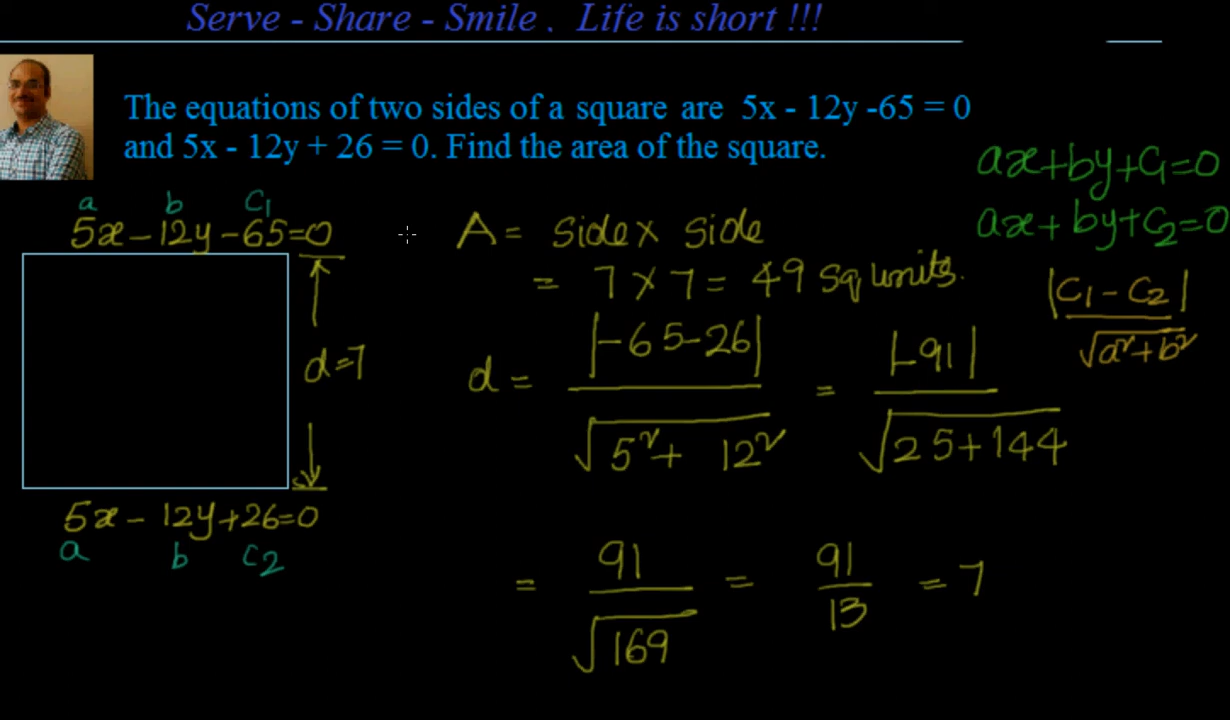 Serve - Share - Smile . Life is short !!!
The equations of two sides of a square are 5x - 12y -65 = 0
and 5x - 12y + 26 = 0. Find the area of the square.
ax+by+C1=0
ax+by+C2=0
|C1-C2|
√a²+b²
a b C1
5x-12y-65=0
d=7
5x-12y+26=0
a b C2
A = Side x Side
= 7 x 7 = 49 sq units.
d = |-65-26| / √5²+ 12² = |-91| / √25+144
= 91 / √169 = 91 / 13 = 7